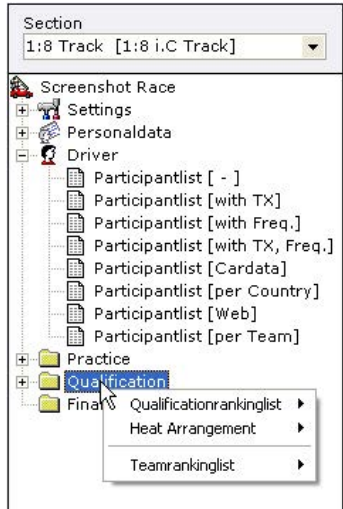 Section
1:8 Track [1:8 i.C Track]
Screenshot Race
Settings
Personaldata
Driver
Participantlist [ - ]
Participantlist [with TX]
Participantlist [with Freq.]
Participantlist [with TX, Freq.]
Participantlist [Cardata]
Participantlist [per Country]
Participantlist [Web]
Participantlist [per Team]
Practice
Qualification
Qualificationrankinglist
Heat Arrangement
Teamrankinglist